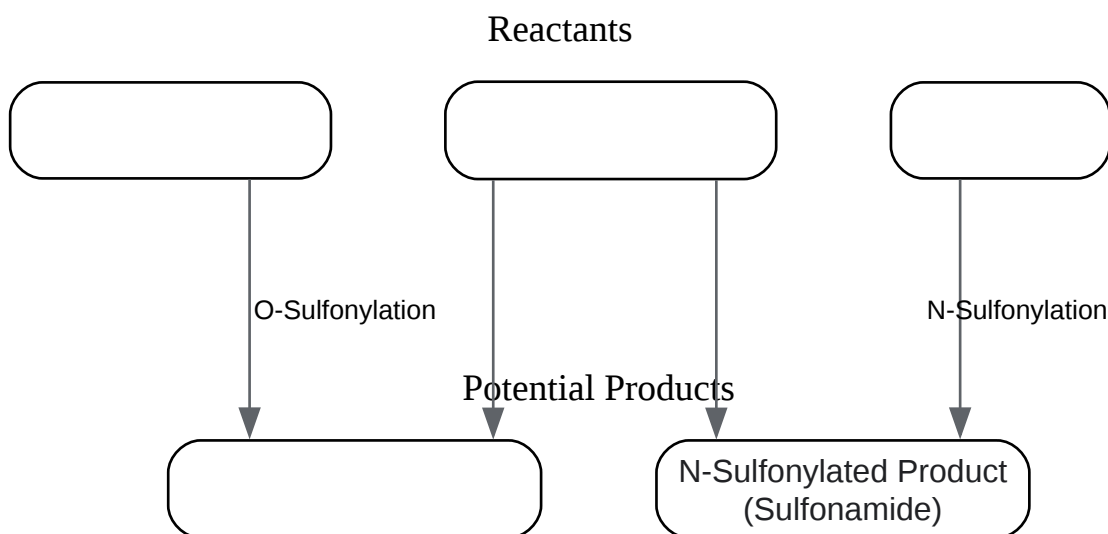 Reactants
O-Sulfonylation
N-Sulfonylation
Potential Products
N-Sulfonylated Product
(Sulfonamide)